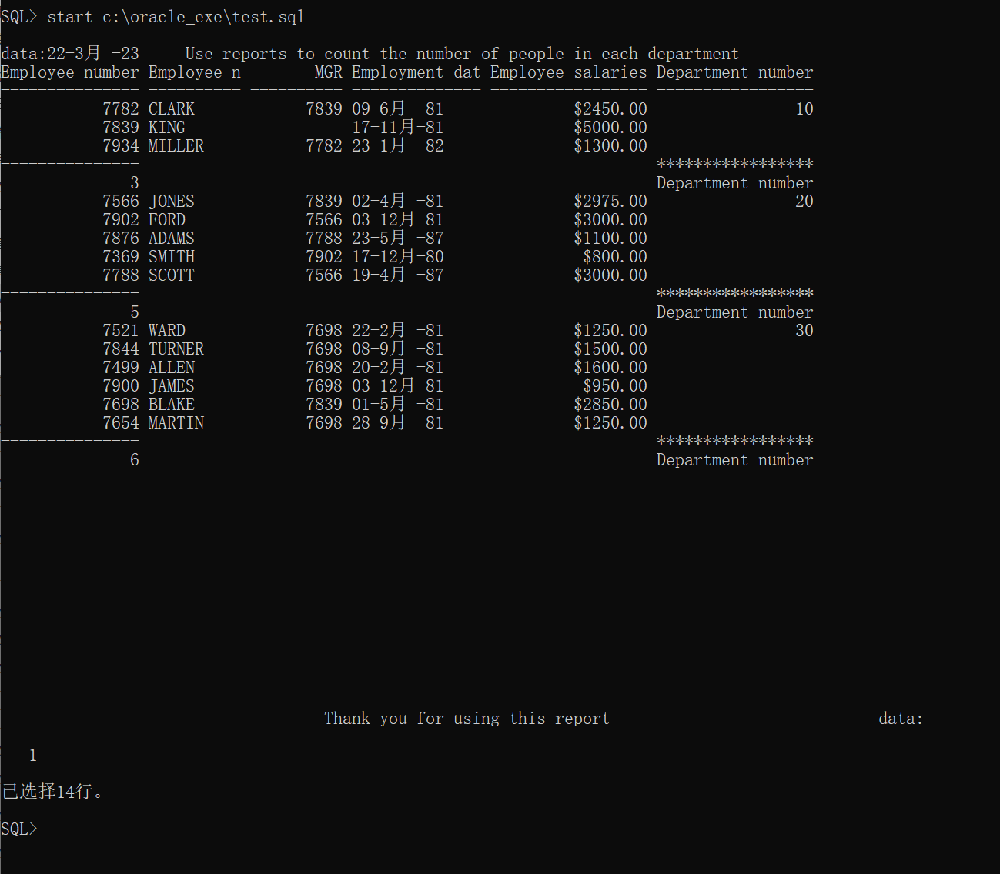 SQL> start c:\oracle_exe\test.sql
data:22-3月 -23     Use reports to count the number of people in each department
Employee number Employee n        MGR Employment dat Employee salaries Department number
--------------- ---------- ---------- -------------- ----------------- -----------------
           7782 CLARK            7839 09-6月 -81              $2450.00                10
           7839 KING                  17-11月-81              $5000.00
           7934 MILLER           7782 23-1月 -82              $1300.00
---------------                                                        *****************
              3                                                        Department number
           7566 JONES            7839 02-4月 -81              $2975.00                20
           7902 FORD             7566 03-12月-81              $3000.00
           7876 ADAMS            7788 23-5月 -87              $1100.00
           7369 SMITH            7902 17-12月-80               $800.00
           7788 SCOTT            7566 19-4月 -87              $3000.00
---------------                                                        *****************
              5                                                        Department number
           7521 WARD             7698 22-2月 -81              $1250.00                30
           7844 TURNER           7698 08-9月 -81              $1500.00
           7499 ALLEN            7698 20-2月 -81              $1600.00
           7900 JAMES            7698 03-12月-81               $950.00
           7698 BLAKE            7839 01-5月 -81              $2850.00
           7654 MARTIN           7698 28-9月 -81              $1250.00
---------------                                                        *****************
              6                                                        Department number
                                   Thank you for using this report                             data:
   1
已选择14行。
SQL>